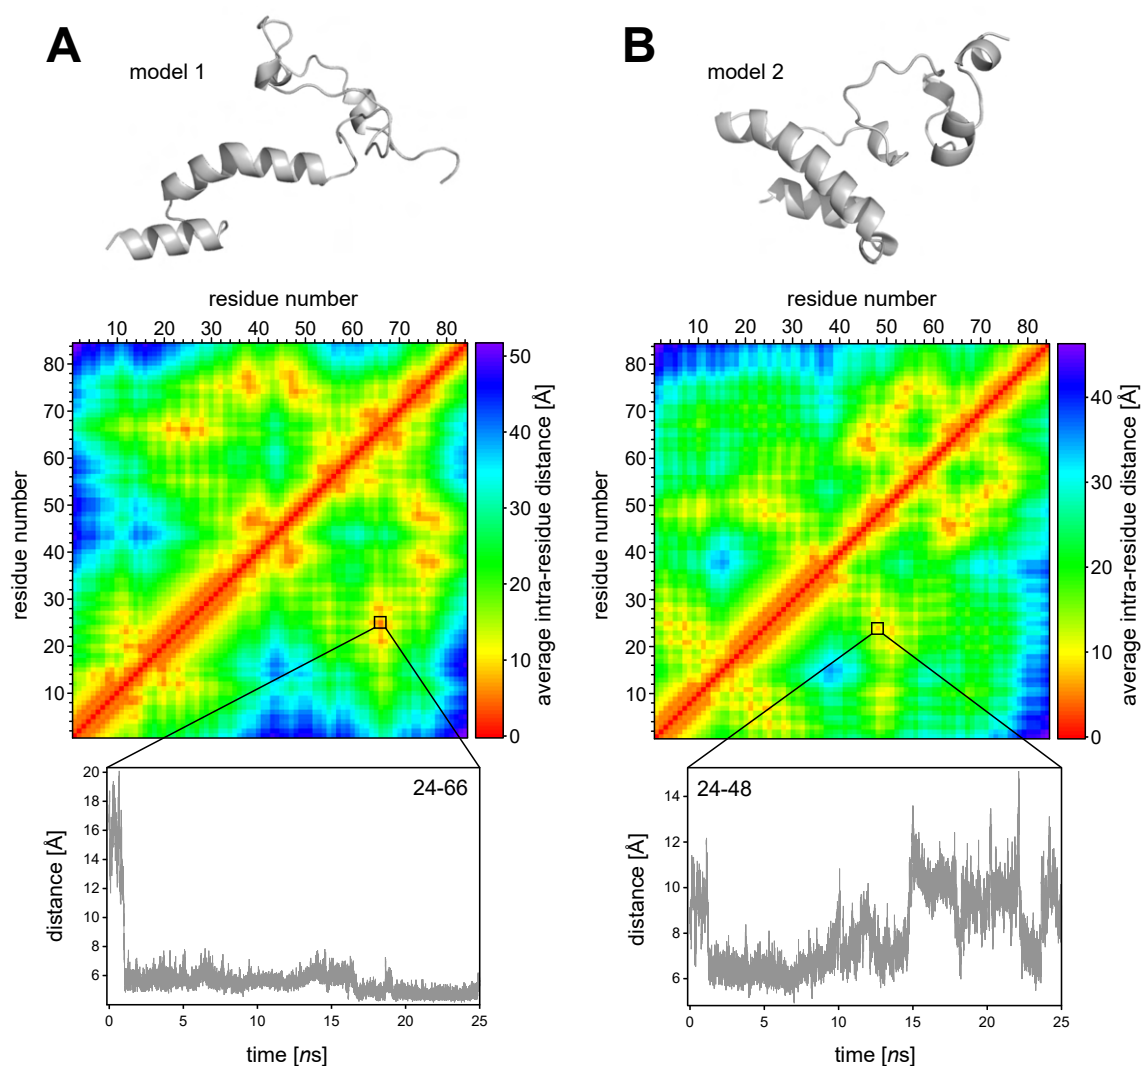 A
model 1
B
model 2
residue number
10 20 30 40 50 60 70 80
residue number
80
70
60
50
40
30
20
10
50
40
30
20
10
0
average intra-residue distance [Å]
residue number
10 20 30 40 50 60 70 80
residue number
80
70
60
50
40
30
20
10
40
30
20
10
0
average intra-residue distance [Å]
24-66
distance [Å]
20
18
16
14
12
10
8
6
0 5 10 15 20 25
time [ns]
24-48
distance [Å]
14
12
10
8
6
0 5 10 15 20 25
time [ns]